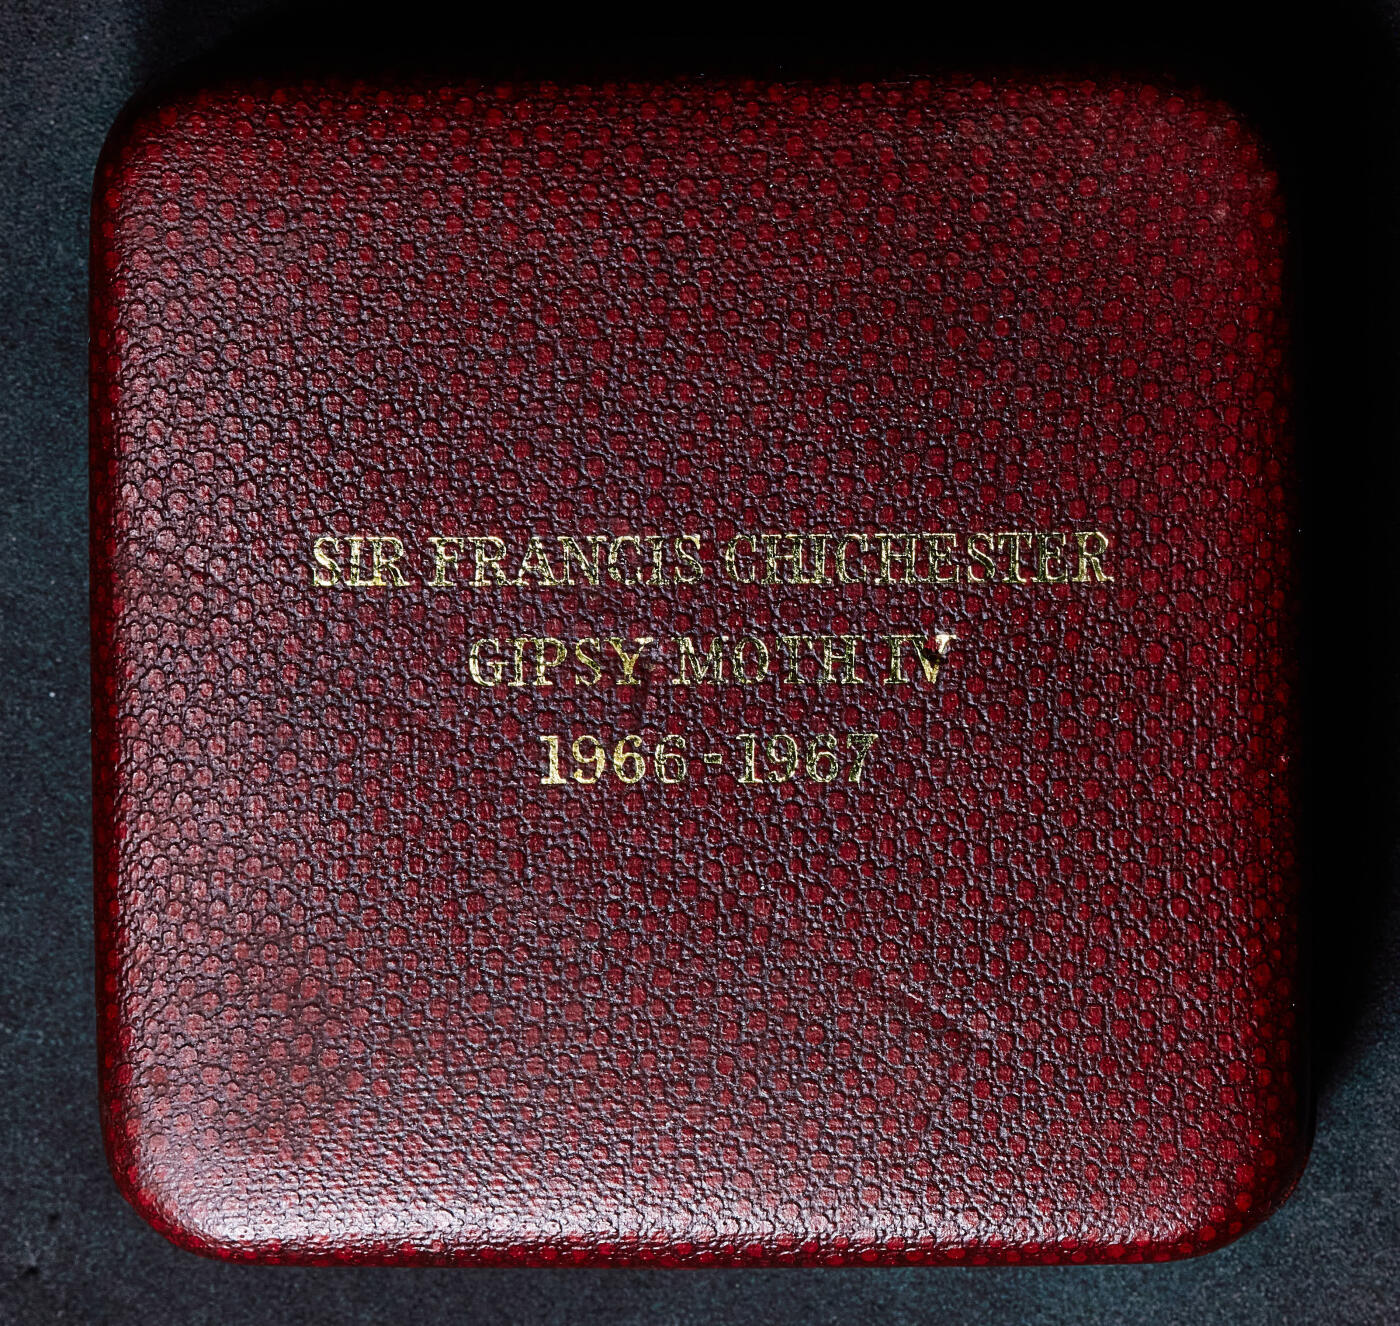 SIR FRANCIS CHICHESTER
GIPSY MOTH IV
1966-1967